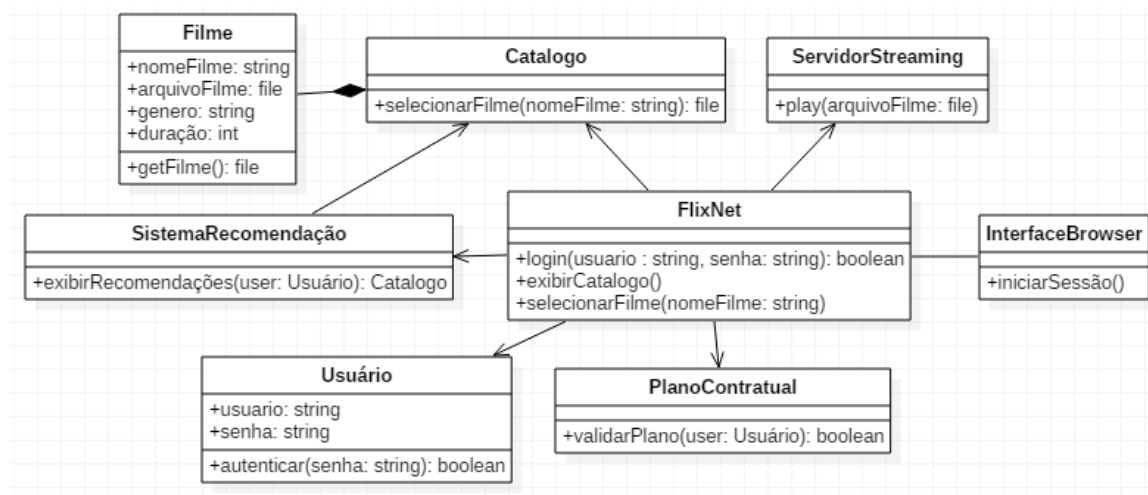 Filme
+nomeFilme: string
+arquivoFilme: file
+genero: string
+duração: int
+getFilme(): file
Catalogo
+selecionarFilme(nomeFilme: string): file
ServidorStreaming
+play(arquivoFilme: file)
SistemaRecomendação
+exibirRecomendações(user: Usuário): Catalogo
FlixNet
+login(usuario : string, senha: string): boolean
+exibirCatalogo()
+selecionarFilme(nomeFilme: string)
InterfaceBrowser
+iniciarSessão()
Usuário
+usuario: string
+senha: string
+autenticar(senha: string): boolean
PlanoContratual
+validarPlano(user: Usuário): boolean